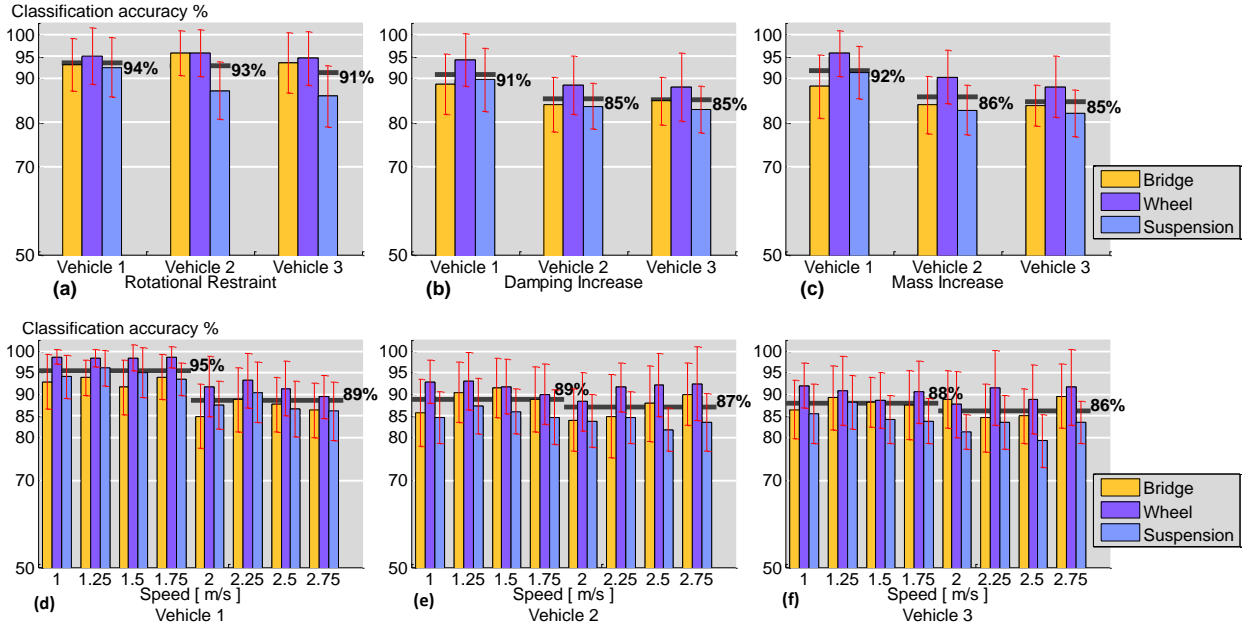 Classification accuracy %
100
95
90
80
70
50
94%
93%
91%
Vehicle 1
Vehicle 2
Vehicle 3
(a)
Rotational Restraint
100
95
90
80
70
50
91%
85%
85%
Vehicle 1
Vehicle 2
Vehicle 3
(b)
Damping Increase
100
95
90
80
70
50
92%
86%
85%
Vehicle 1
Vehicle 2
Vehicle 3
(c)
Mass Increase
Bridge
Wheel
Suspension
Classification accuracy %
100
95
90
85
80
70
50
95%
89%
1
1.25
1.5
1.75
2
2.25
2.5
2.75
(d)
Speed [ m/s ]
Vehicle 1
100
95
90
85
80
70
50
89%
87%
1
1.25
1.5
1.75
2
2.25
2.5
2.75
(e)
Speed [ m/s ]
Vehicle 2
100
95
90
85
80
70
50
88%
86%
1
1.25
1.5
1.75
2
2.25
2.5
2.75
(f)
Speed [ m/s ]
Vehicle 3
Bridge
Wheel
Suspension